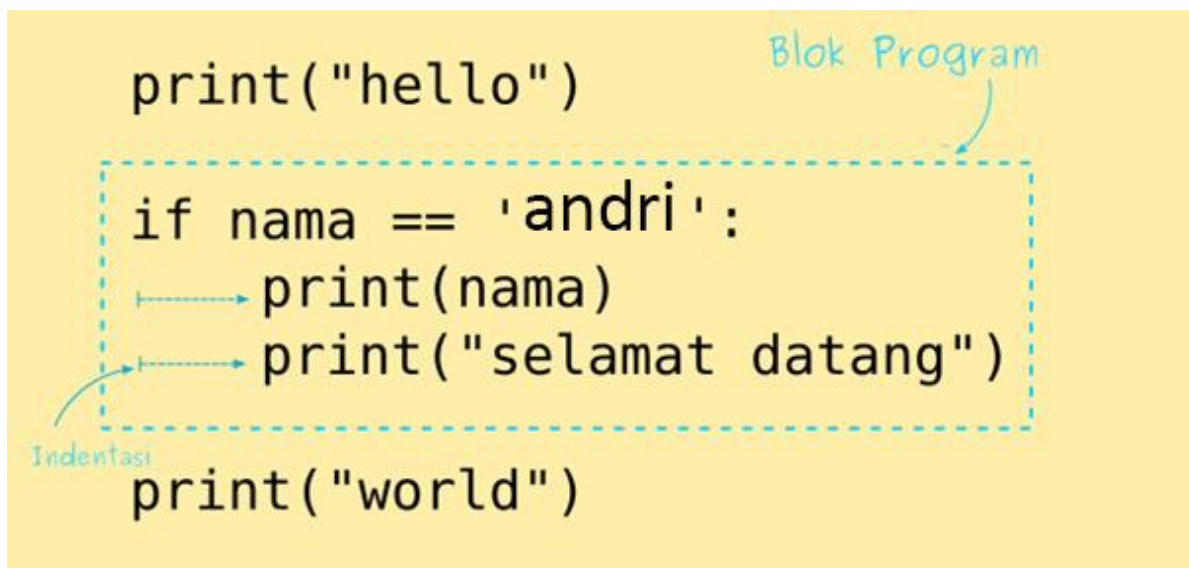 Blok Program
print("hello")
if nama == 'andri':
print(nama)
print("selamat datang")
Indentasi
print("world")